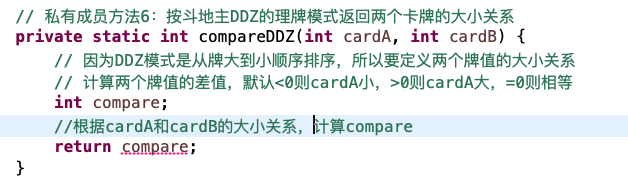 // 私有成员方法6：按斗地主DDZ的理牌模式返回两个卡牌的大小关系
private static int compareDDZ(int cardA, int cardB) {
// 因为DDZ模式是从牌大到小顺序排序，所以要定义两个牌值的大小关系
// 计算两个牌值的差值，默认<0则cardA小，>0则cardA大，=0则相等
int compare;
//根据cardA和cardB的大小关系，计算compare
return compare;
}